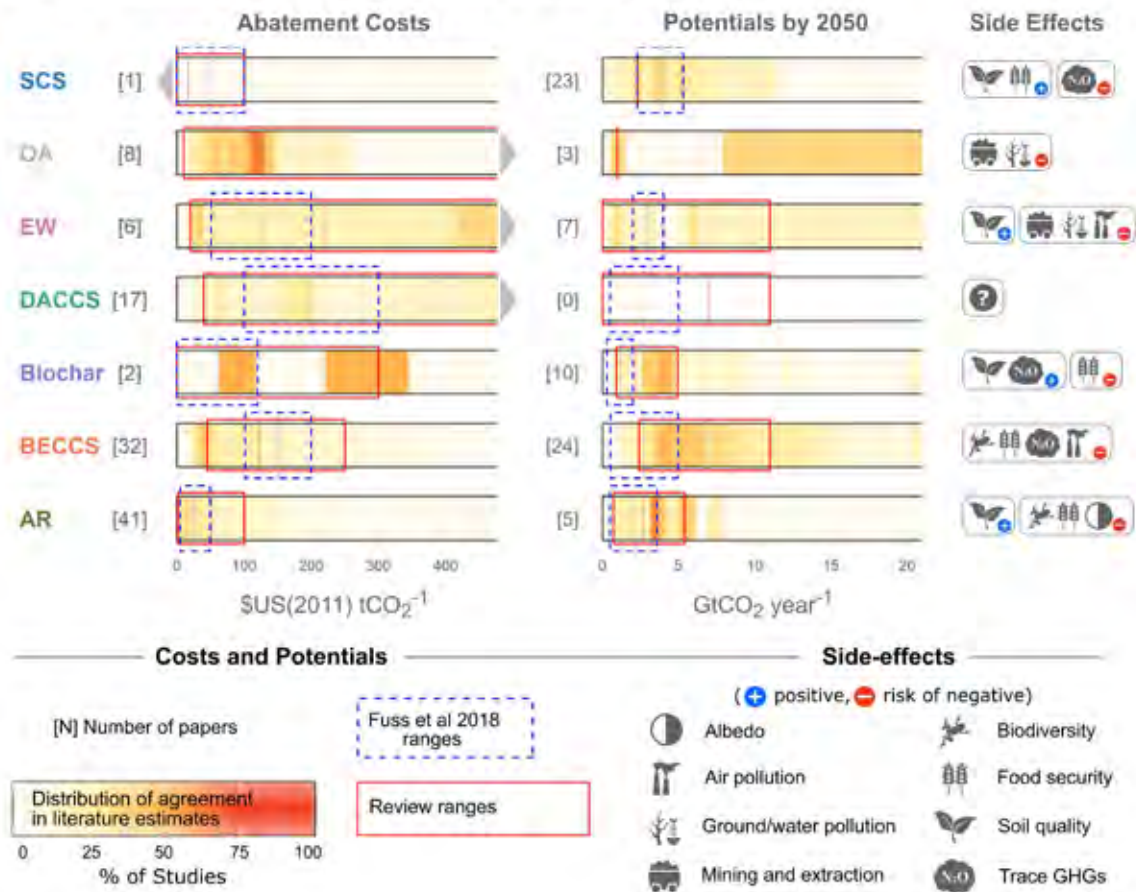 Abatement Costs Potentials by 2050 Side Effects
SCS [1] [23]
N₂O
OA [8] [3]
EW [6] [7]
DACCS [17] [0] ?
Biochar [2] [10]
N₂O
BECCS [32] [24]
N₂O
AR [41] [5]
0 100 200 300 400 0 5 10 15 20
$US(2011) tCO₂⁻¹ GtCO₂ year⁻¹
Costs and Potentials Side-effects
(+ positive, − risk of negative)
[N] Number of papers
Fuss et al 2018
ranges
Albedo Biodiversity
Air pollution Food security
Distribution of agreement
in literature estimates
Review ranges
Ground/water pollution Soil quality
0 25 50 75 100
% of Studies
Mining and extraction N₂O Trace GHGs